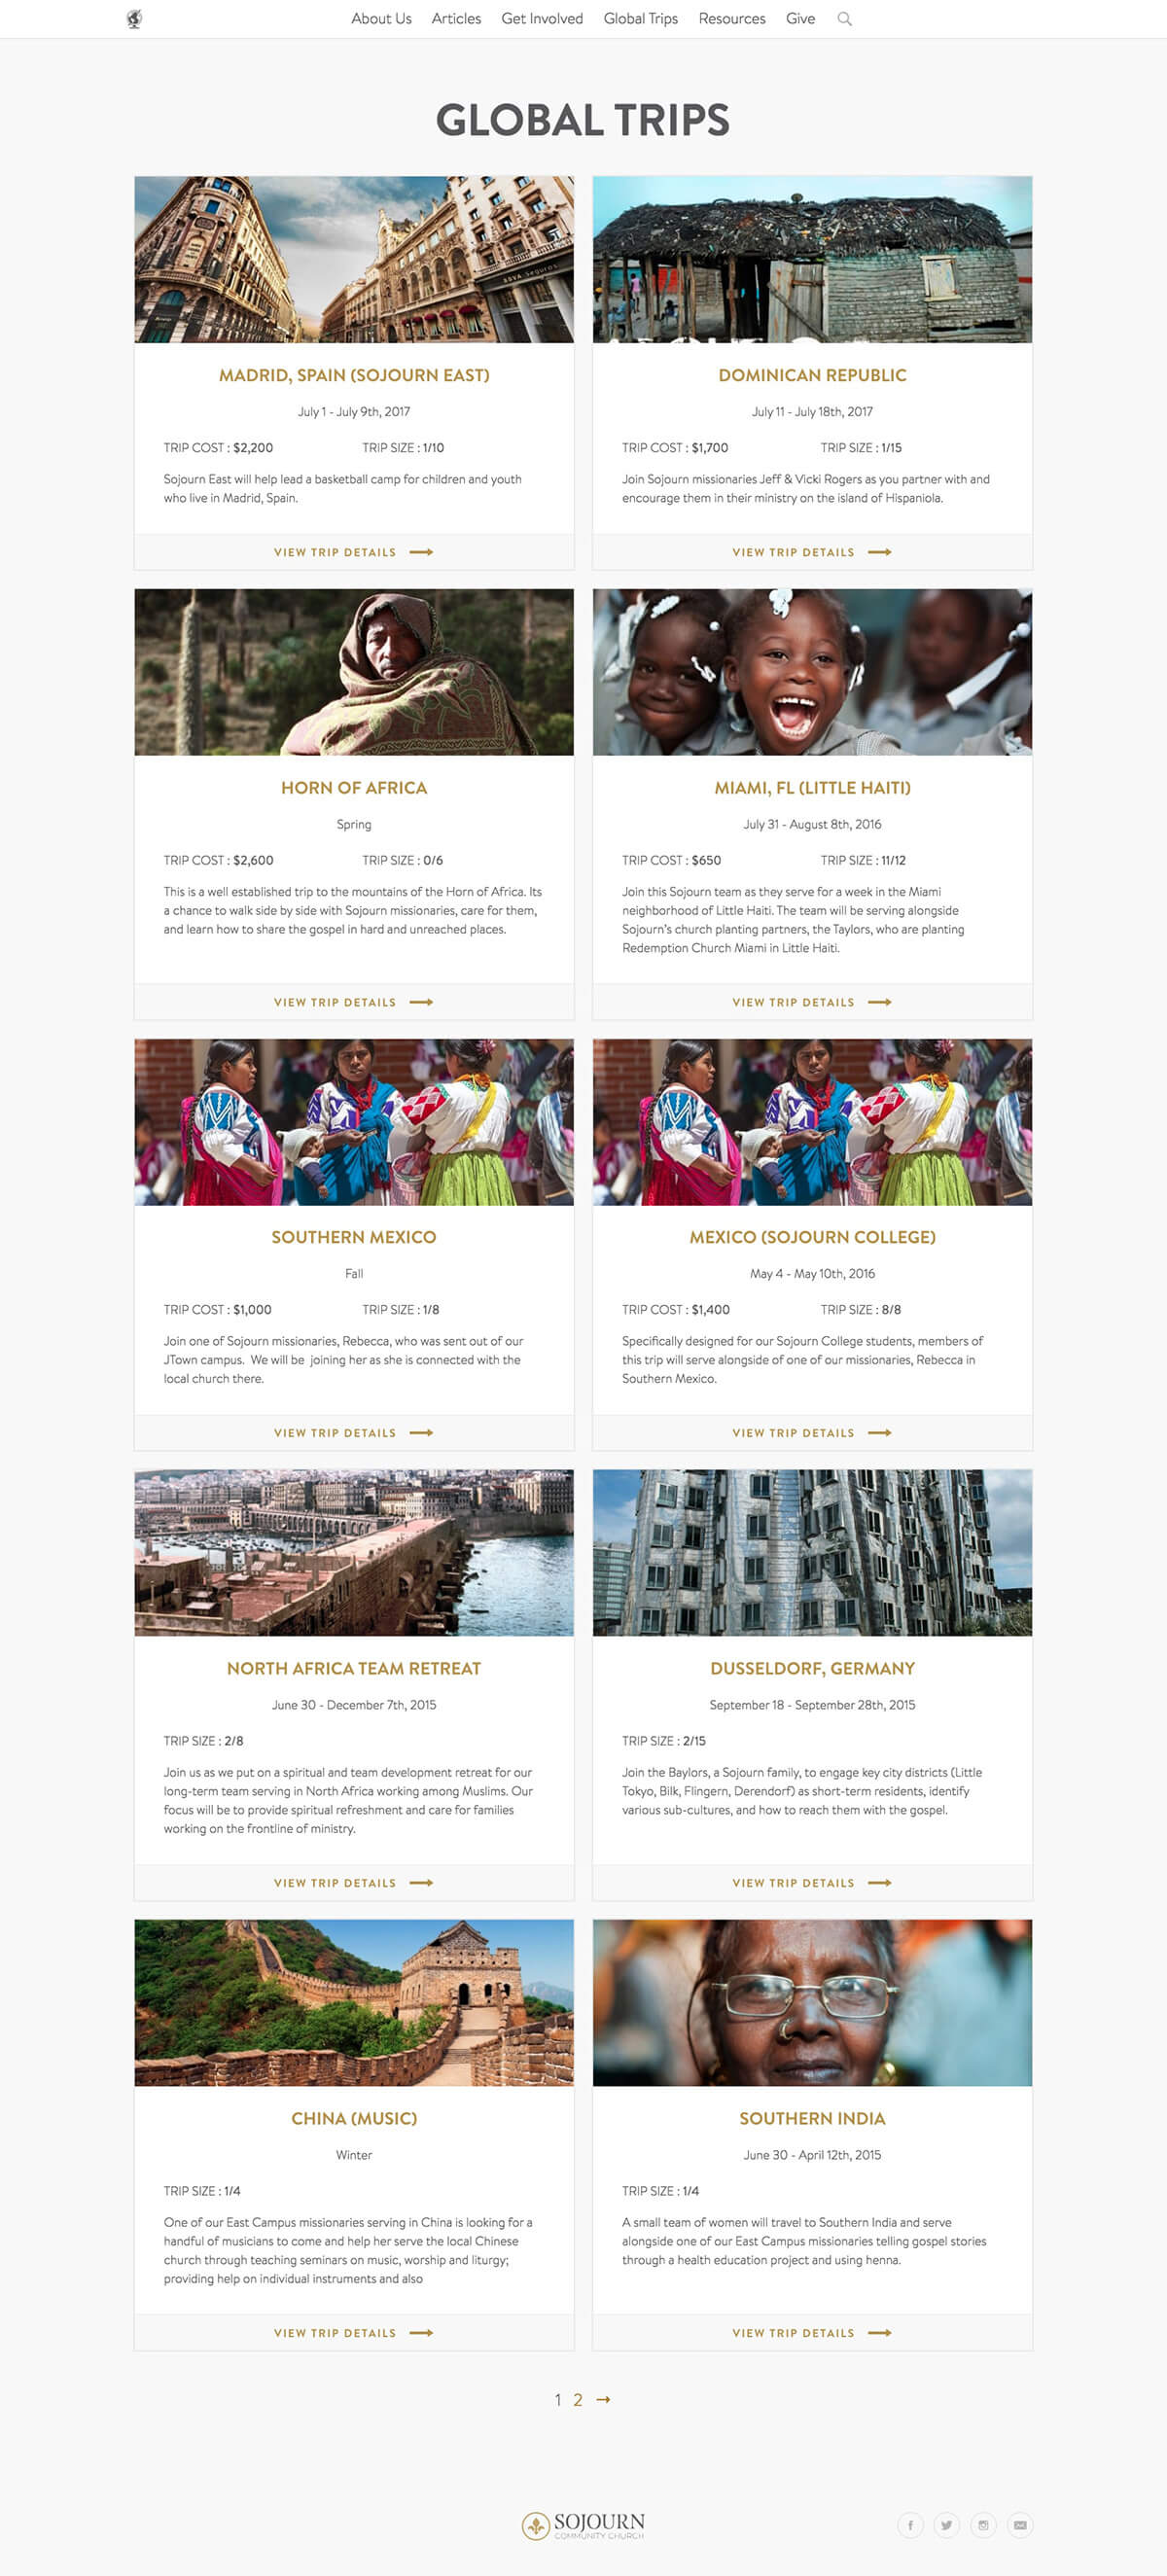 About Us Articles Get Involved Global Trips Resources Give
GLOBAL TRIPS
BBVA Seguros
MADRID, SPAIN (SOJOURN EAST)
July 1 - July 9th, 2017
TRIP COST : $2,200 TRIP SIZE : 1/10
Sojourn East will help lead a basketball camp for children and youth
who live in Madrid, Spain.
VIEW TRIP DETAILS
DOMINICAN REPUBLIC
July 11 - July 18th, 2017
TRIP COST : $1,700 TRIP SIZE : 1/15
Join Sojourn missionaries Jeff & Vicki Rogers as you partner with and
encourage them in their ministry on the island of Hispaniola.
VIEW TRIP DETAILS
HORN OF AFRICA
Spring
TRIP COST : $2,600 TRIP SIZE : 0/6
This is a well established trip to the mountains of the Horn of Africa. Its
a chance to walk side by side with Sojourn missionaries, care for them,
and learn how to share the gospel in hard and unreached places.
VIEW TRIP DETAILS
MIAMI, FL (LITTLE HAITI)
July 31 - August 8th, 2016
TRIP COST : $650 TRIP SIZE : 11/12
Join this Sojourn team as they serve for a week in the Miami
neighborhood of Little Haiti. The team will be serving alongside
Sojourn's church planting partners, the Taylors, who are planting
Redemption Church Miami in Little Haiti.
VIEW TRIP DETAILS
SOUTHERN MEXICO
Fall
TRIP COST : $1,000 TRIP SIZE : 1/8
Join one of Sojourn missionaries, Rebecca, who was sent out of our
JTown campus. We will be joining her as she is connected with the
local church there.
VIEW TRIP DETAILS
MEXICO (SOJOURN COLLEGE)
May 4 - May 10th, 2016
TRIP COST : $1,400 TRIP SIZE : 8/8
Specifically designed for our Sojourn College students, members of
this trip will serve alongside of one of our missionaries, Rebecca in
Southern Mexico.
VIEW TRIP DETAILS
NORTH AFRICA TEAM RETREAT
June 30 - December 7th, 2015
TRIP SIZE : 2/8
Join us as we put on a spiritual and team development retreat for our
long-term team serving in North Africa working among Muslims. Our
focus will be to provide spiritual refreshment and care for families
working on the frontline of ministry.
VIEW TRIP DETAILS
DUSSELDORF, GERMANY
September 18 - September 28th, 2015
TRIP SIZE : 2/15
Join the Baylors, a Sojourn family, to engage key city districts (Little
Tokyo, Bilk, Flingern, Derendorf) as short-term residents, identify
various sub-cultures, and how to reach them with the gospel.
VIEW TRIP DETAILS
CHINA (MUSIC)
Winter
TRIP SIZE : 1/4
One of our East Campus missionaries serving in China is looking for a
handful of musicians to come and help her serve the local Chinese
church through teaching seminars on music, worship and liturgy;
providing help on individual instruments and also
VIEW TRIP DETAILS
SOUTHERN INDIA
June 30 - April 12th, 2015
TRIP SIZE : 1/4
A small team of women will travel to Southern India and serve
alongside one of our East Campus missionaries telling gospel stories
through a health education project and using henna.
VIEW TRIP DETAILS
1 2
SOJOURN
COMMUNITY CHURCH